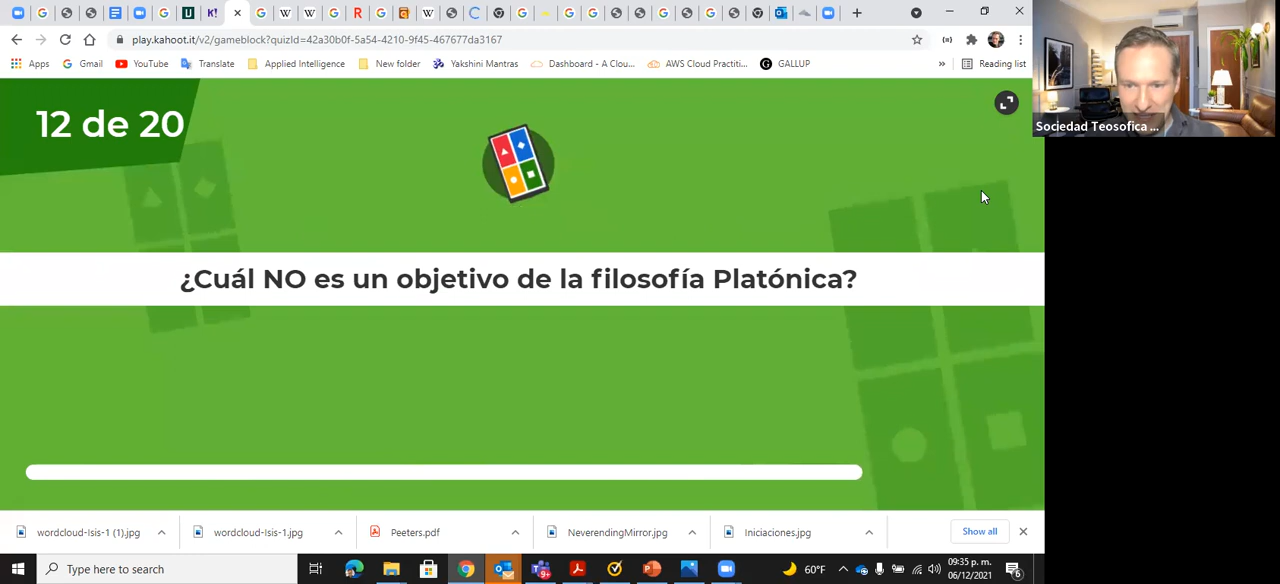 K!
W
W
R
W
U
C
play.kahoot.it/v2/gameblock?quizId=42a30b0f-5a54-4210-9f45-467677da3167
Apps
Gmail
YouTube
Translate
Applied Intelligence
New folder
Yakshini Mantras
Dashboard - A Clou...
AWS Cloud Practiti...
GALLUP
»
Reading list
Sociedad Teosofica ...
12 de 20
¿Cuál NO es un objetivo de la filosofía Platónica?
wordcloud-Isis-1 (1).jpg
wordcloud-Isis-1.jpg
Peeters.pdf
NeverendingMirror.jpg
Iniciaciones.jpg
Show all
Type here to search
60°F
09:35 p. m.
06/12/2021
6